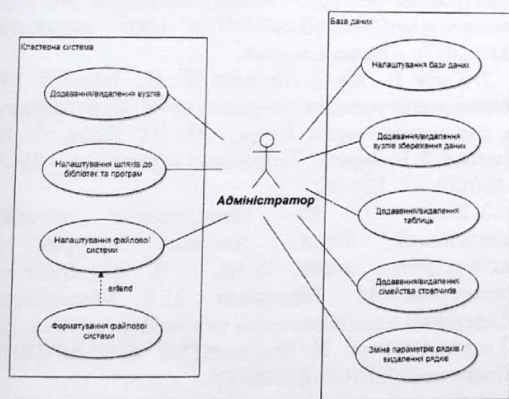 Кластерна система
Додавання/видалення вузлів
Налаштування шляхів до
бібліотек та програм
Налаштування файлової
системи
extend
Форматування файлової
системи
Адміністратор
База даних
Налаштування бази даних
Додавання/видалення
вузлів збереження даних
Додавання/видалення
таблиць
Додавання/видалення
сімейства стовпчиків
Зміна параметрів рядків /
видалення рядків